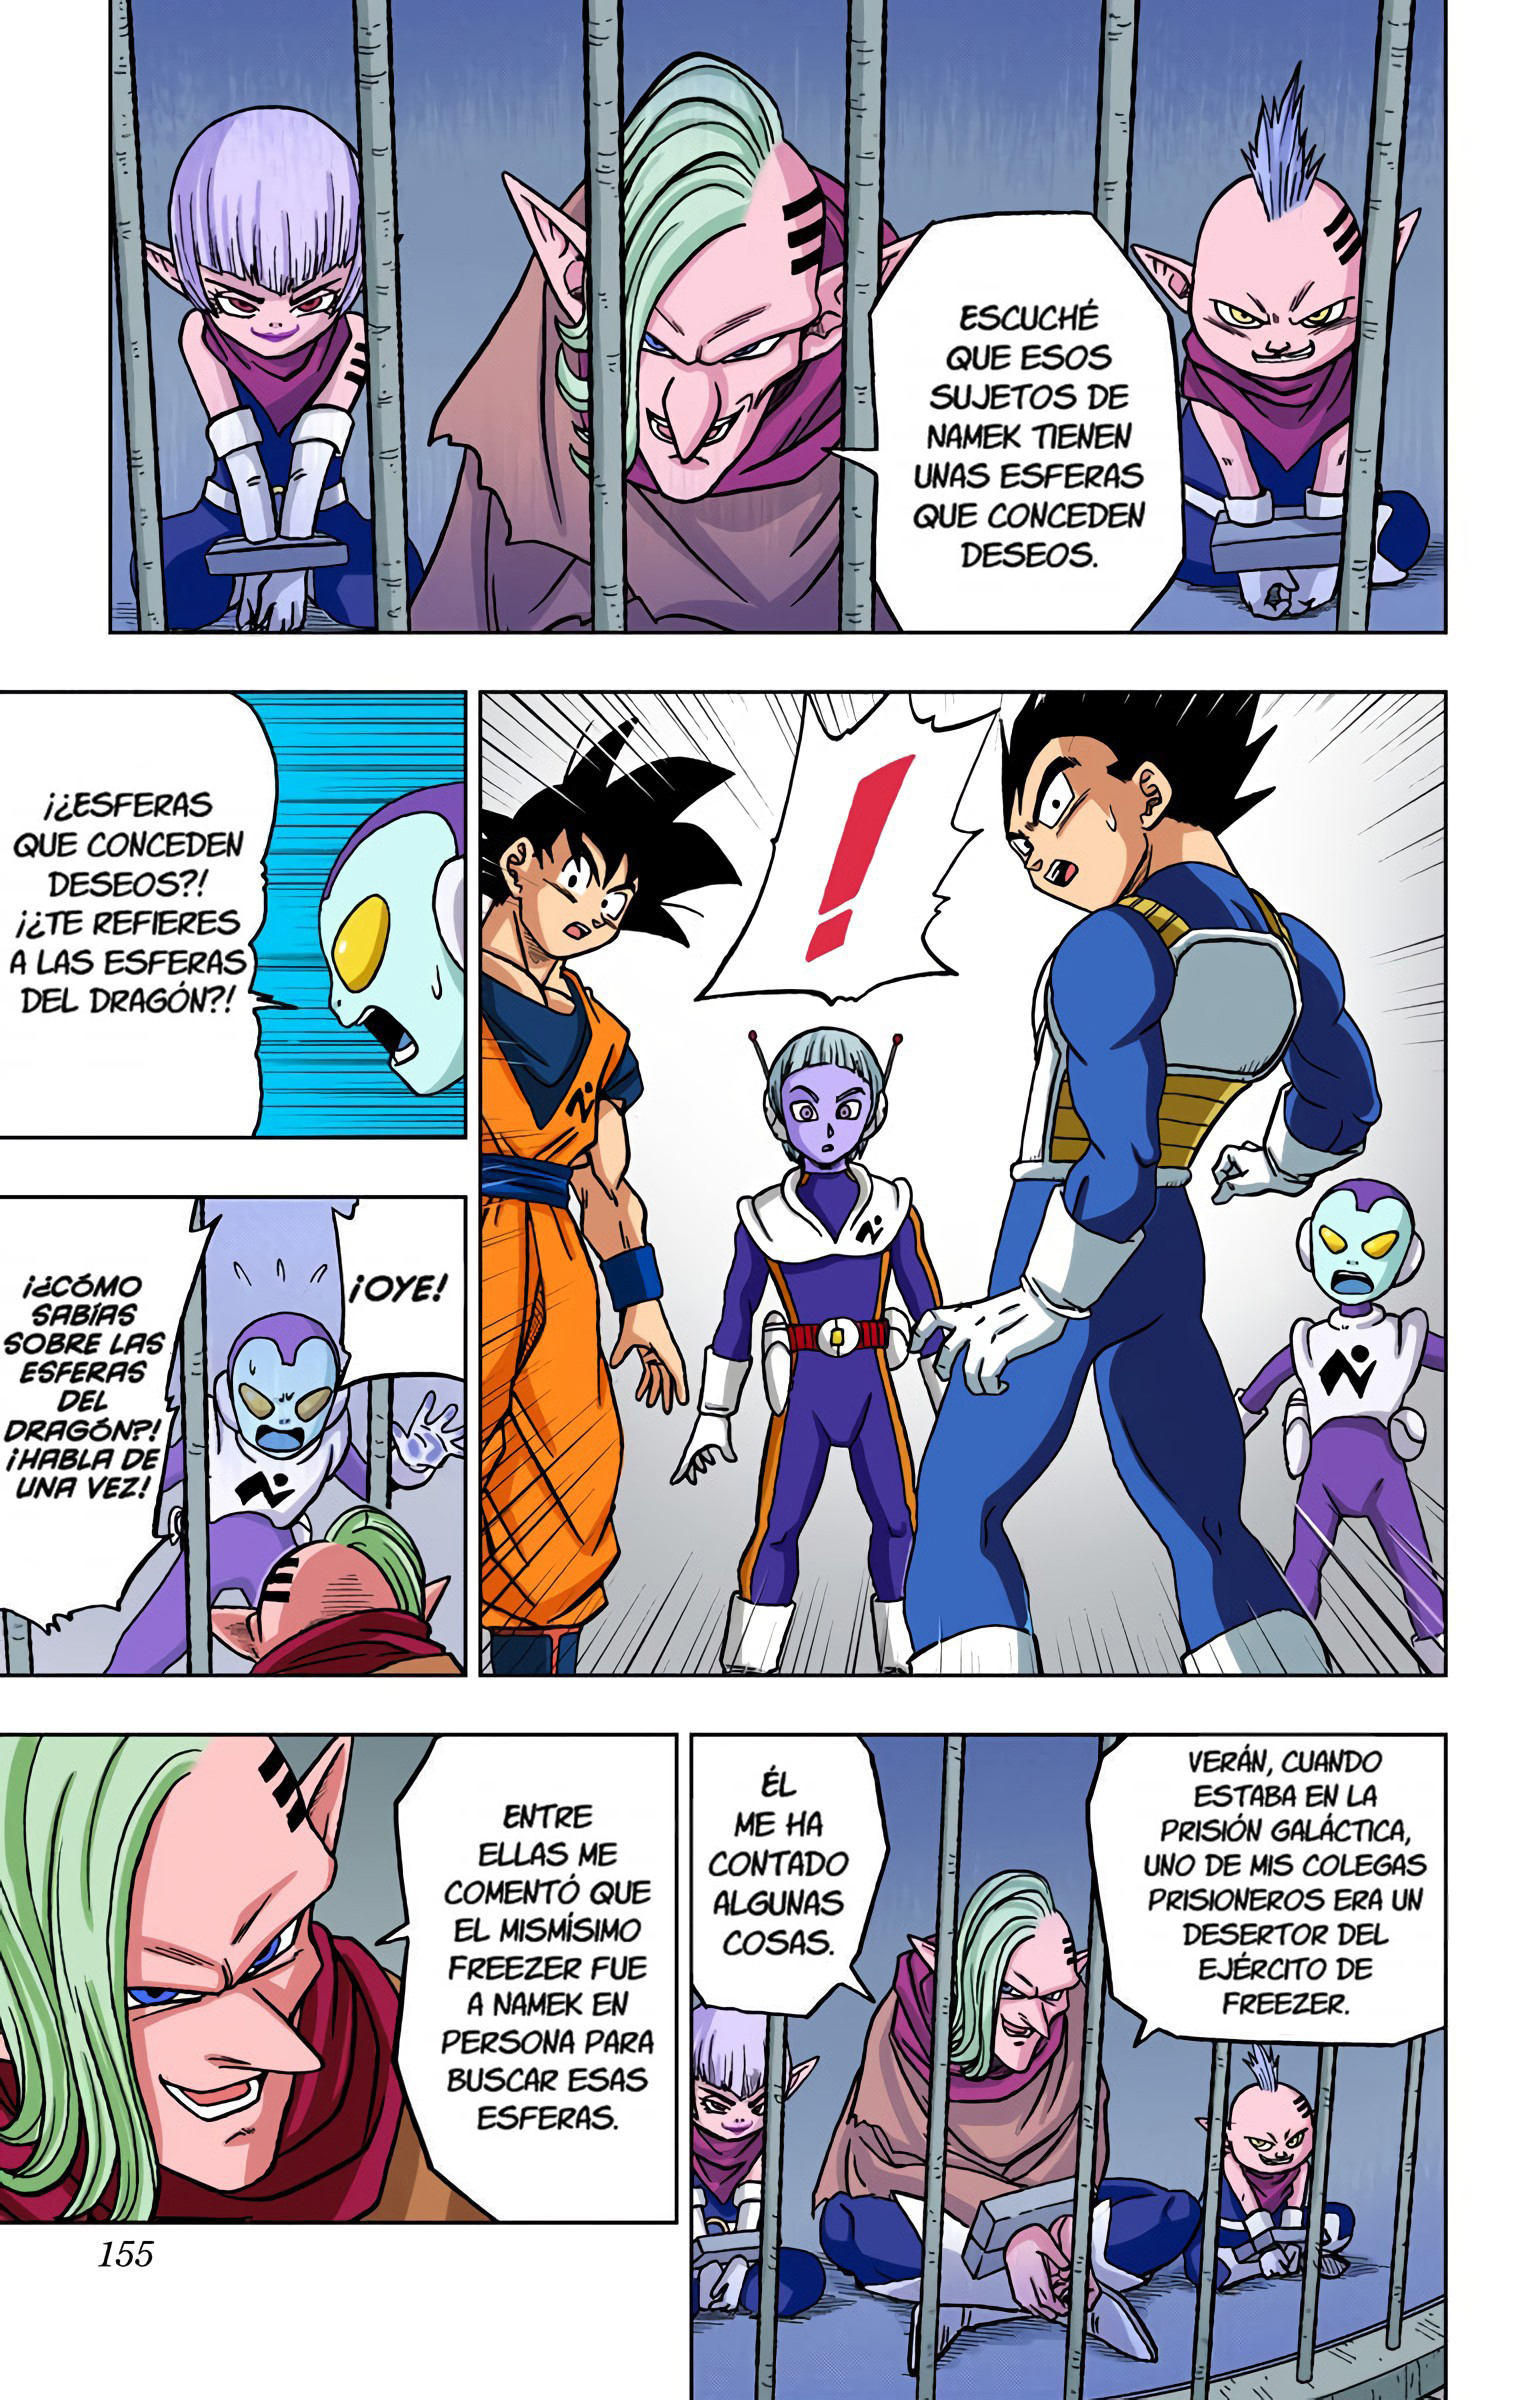 ESCUCHÉ
QUE ESOS
SUJETOS DE
NAMEK TIENEN
UNAS ESFERAS
QUE CONCEDEN
DESEOS.
!
¡¿ESFERAS
QUE CONCEDEN
DESEOS?!
¡¿TE REFIERES
A LAS ESFERAS
DEL DRAGÓN?!
¡OYE!
¡¿CÓMO
SABÍAS
SOBRE LAS
ESFERAS
DEL
DRAGÓN?!
¡HABLA DE
UNA VEZ!
VERÁN, CUANDO
ESTABA EN LA
PRISIÓN GALÁCTICA,
UNO DE MIS COLEGAS
PRISIONEROS ERA UN
DESERTOR DEL
EJÉRCITO DE
FREEZER.
ÉL
ME HA
CONTADO
ALGUNAS
COSAS.
ENTRE
ELLAS ME
COMENTÓ QUE
EL MISMÍSIMO
FREEZER FUE
A NAMEK EN
PERSONA PARA
BUSCAR ESAS
ESFERAS.
155